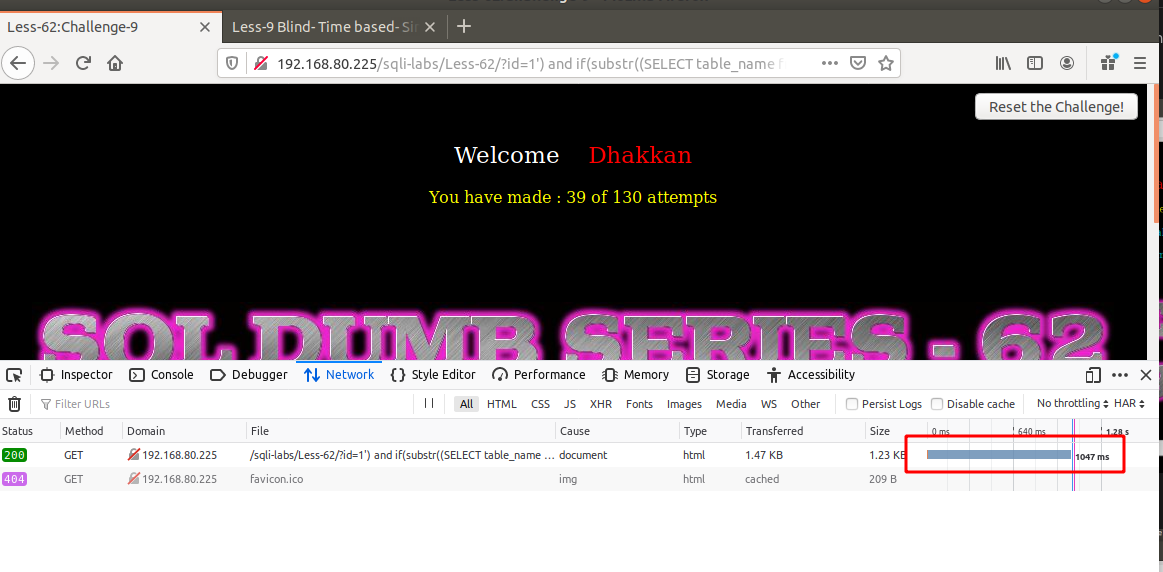 Less-62:Challenge-9
Less-9 Blind- Time based- Sin
192.168.80.225/sqli-labs/Less-62/?id=1') and if(substr((SELECT table_name f
Reset the Challenge!
Welcome Dhakkan
You have made : 39 of 130 attempts
SQL DUMB SERIES - 62
Inspector Console Debugger Network Style Editor Performance Memory Storage Accessibility
Filter URLs All HTML CSS JS XHR Fonts Images Media WS Other Persist Logs Disable cache No throttling HAR
Status Method Domain File Cause Type Transferred Size 0 ms 640 ms 1.28 s
200 GET 192.168.80.225 /sqli-labs/Less-62/?id=1') and if(substr((SELECT table_name ... document html 1.47 KB 1.23 KB 1047 ms
404 GET 192.168.80.225 favicon.ico img html cached 209 B